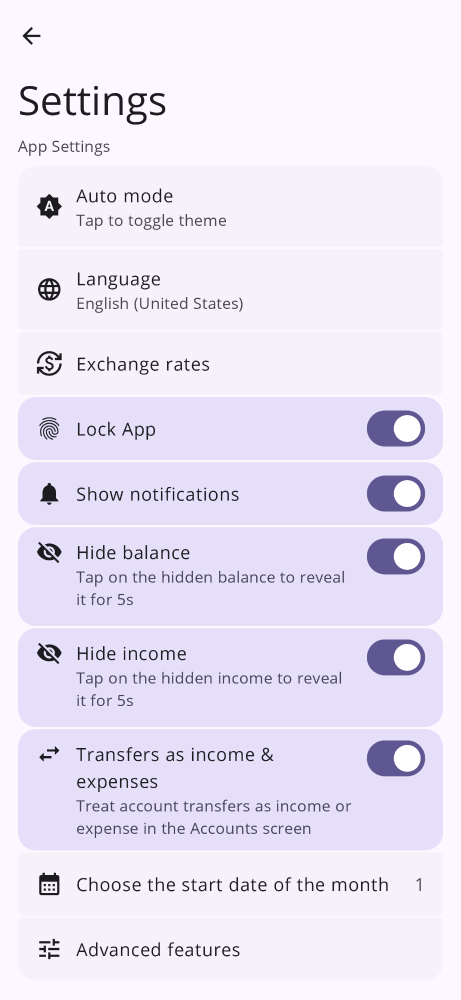 Settings
App Settings
Auto mode
Tap to toggle theme
Language
English (United States)
Exchange rates
Lock App
Show notifications
Hide balance
Tap on the hidden balance to reveal
it for 5s
Hide income
Tap on the hidden income to reveal
it for 5s
Transfers as income &
expenses
Treat account transfers as income or
expense in the Accounts screen
Choose the start date of the month 1
Advanced features